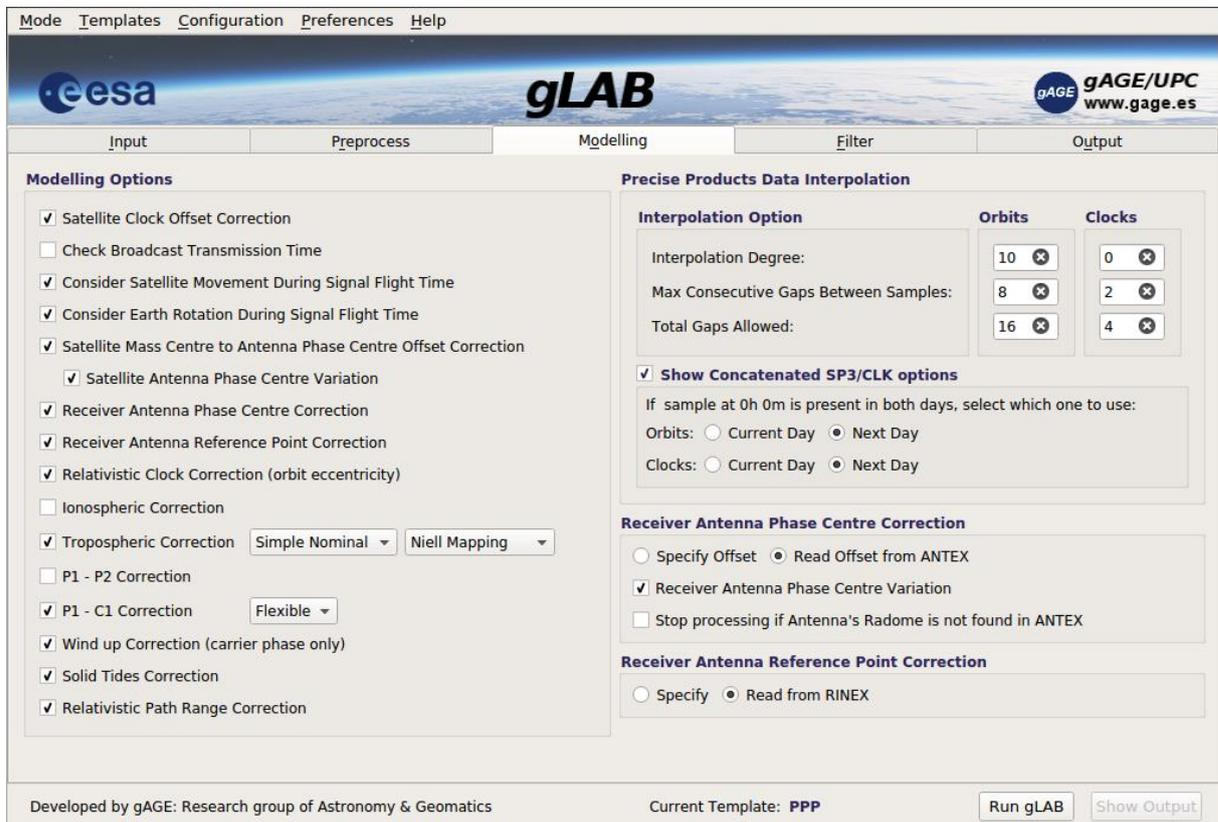 Mode Templates Configuration Preferences Help
esa
gLAB
gAGE
gAGE/UPC
www.gage.es
Input Preprocess Modelling Filter Output
Modelling Options
Satellite Clock Offset Correction
Check Broadcast Transmission Time
Consider Satellite Movement During Signal Flight Time
Consider Earth Rotation During Signal Flight Time
Satellite Mass Centre to Antenna Phase Centre Offset Correction
Satellite Antenna Phase Centre Variation
Receiver Antenna Phase Centre Correction
Receiver Antenna Reference Point Correction
Relativistic Clock Correction (orbit eccentricity)
Ionospheric Correction
Tropospheric Correction Simple Nominal Niell Mapping
P1 - P2 Correction
P1 - C1 Correction Flexible
Wind up Correction (carrier phase only)
Solid Tides Correction
Relativistic Path Range Correction
Precise Products Data Interpolation
Interpolation Option Orbits Clocks
Interpolation Degree: 10 0
Max Consecutive Gaps Between Samples: 8 2
Total Gaps Allowed: 16 4
Show Concatenated SP3/CLK options
If sample at 0h 0m is present in both days, select which one to use:
Orbits: Current Day Next Day
Clocks: Current Day Next Day
Receiver Antenna Phase Centre Correction
Specify Offset Read Offset from ANTEX
Receiver Antenna Phase Centre Variation
Stop processing if Antenna's Radome is not found in ANTEX
Receiver Antenna Reference Point Correction
Specify Read from RINEX
Developed by gAGE: Research group of Astronomy & Geomatics
Current Template: PPP
Run gLAB
Show Output